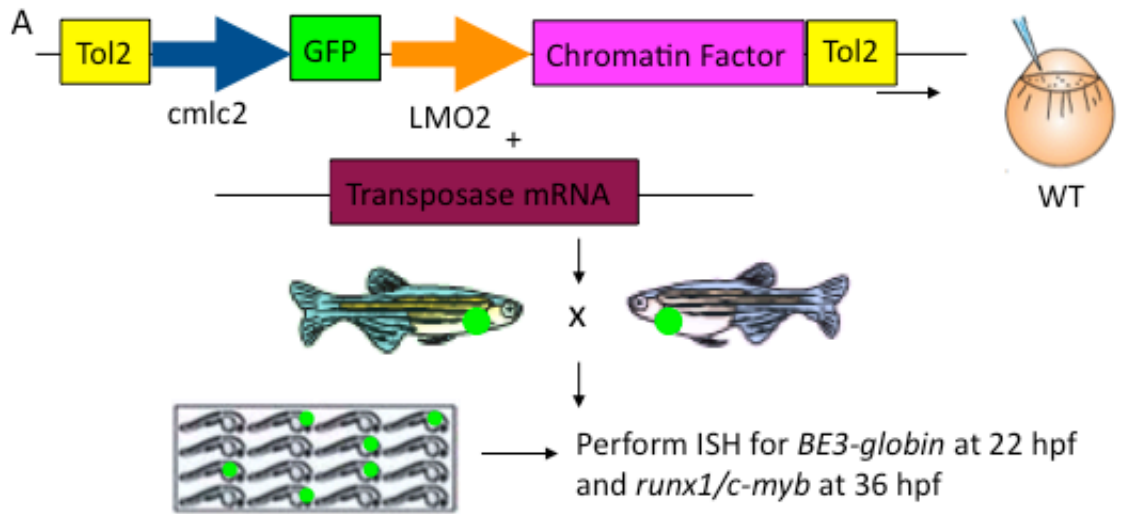 A
Tol2 GFP Chromatin Factor Tol2
cmlc2 LMO2
+
WT
Transposase mRNA
x
Perform ISH for BE3-globin at 22 hpf
and runx1/c-myb at 36 hpf